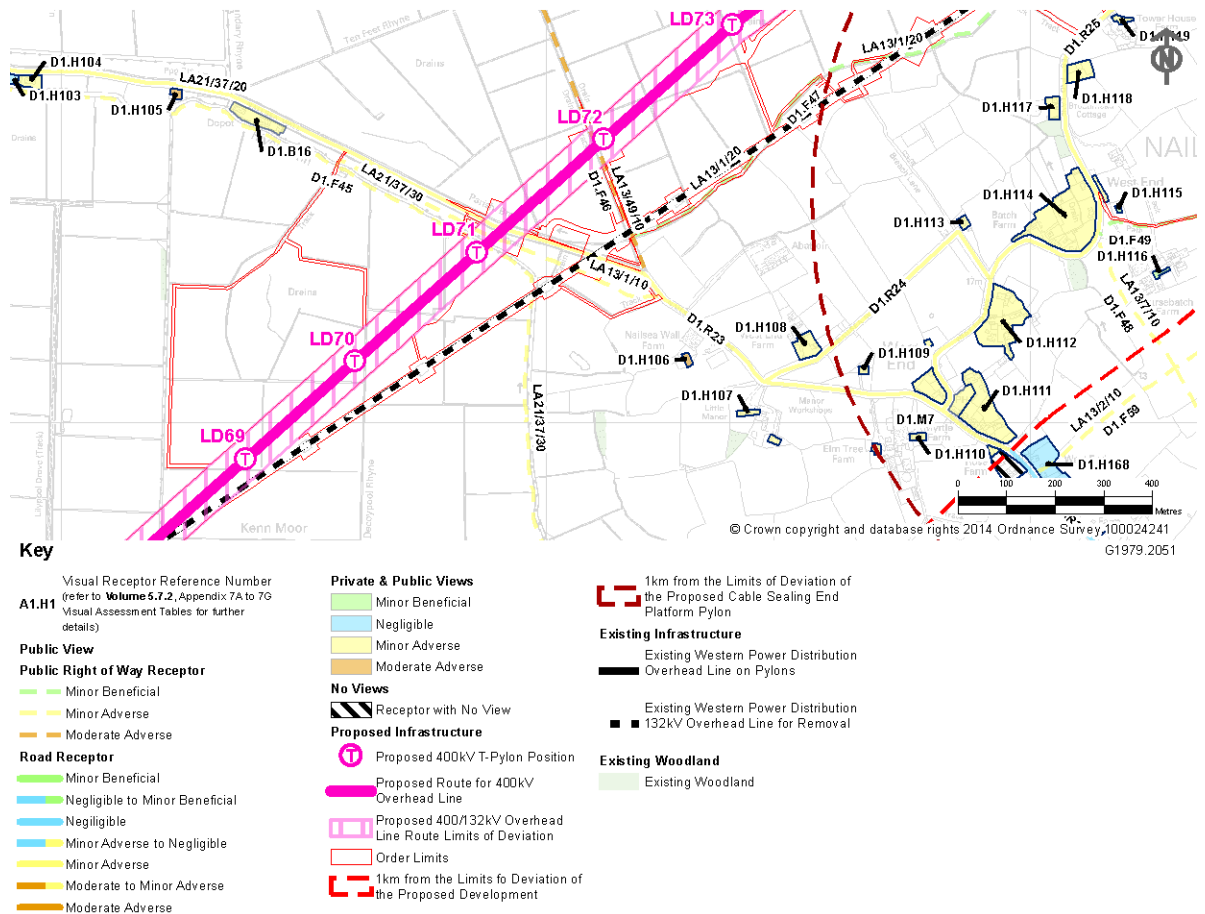 LD73
Ten Feet Rhyne
Drains
Track
LA13/1/20
D1.R25
Tower House
N
D1.H104
D1.H103
D1.H105
LA21/37/20
Depot
D1.B16
D1.F45
LA21/37/30
LD72
D1.F47
LA13/1/20
D1.H117
D1.H118
Cottage
NAIL
D1.F46
LA13/49/10
D1.H114
West End
D1.H115
Batch Farm
D1.H113
D1.F49
D1.H116
LD71
LA13/1/10
Drains
Track
17m
LA13/7/10
D1.F48
D1.R24
D1.R23
D1.H108
Nailsea Wall Farm
D1.H112
LD70
D1.H106
D1.H109
End
LA21/37/30
D1.H107
Little Manor
Manor Workshops
D1.H111
LA13/2/10
D1.F59
D1.M7
LD69
D1.H110
Elm Tree Farm
D1.H168
Decoypool Rhyne
Kenn Moor
0 200 300 400
Metres
© Crown copyright and database rights 2014 Ordnance Survey 100024241
G1979.2051
Key
A1.H1
Visual Receptor Reference Number
(refer to Volume 5.7.2, Appendix 7A to 7G
Visual Assessment Tables for further
details)
Public View
Public Right of Way Receptor
Minor Beneficial
Minor Adverse
Moderate Adverse
Road Receptor
Minor Beneficial
Negligible to Minor Beneficial
Negiligible
Minor Adverse to Negligible
Minor Adverse
Moderate to Minor Adverse
Moderate Adverse
Private & Public Views
Minor Beneficial
Negligible
Minor Adverse
Moderate Adverse
No Views
Receptor with No View
Proposed Infrastructure
T
Proposed 400kV T-Pylon Position
Proposed Route for 400kV
Overhead Line
Proposed 400/132kV Overhead
Line Route Limits of Deviation
Order Limits
1km from the Limits fo Deviation of
the Proposed Development
1km from the Limits of Deviation of
the Proposed Cable Sealing End
Platform Pylon
Existing Infrastructure
Existing Western Power Distribution
Overhead Line on Pylons
Existing Western Power Distribution
132kV Overhead Line for Removal
Existing Woodland
Existing Woodland